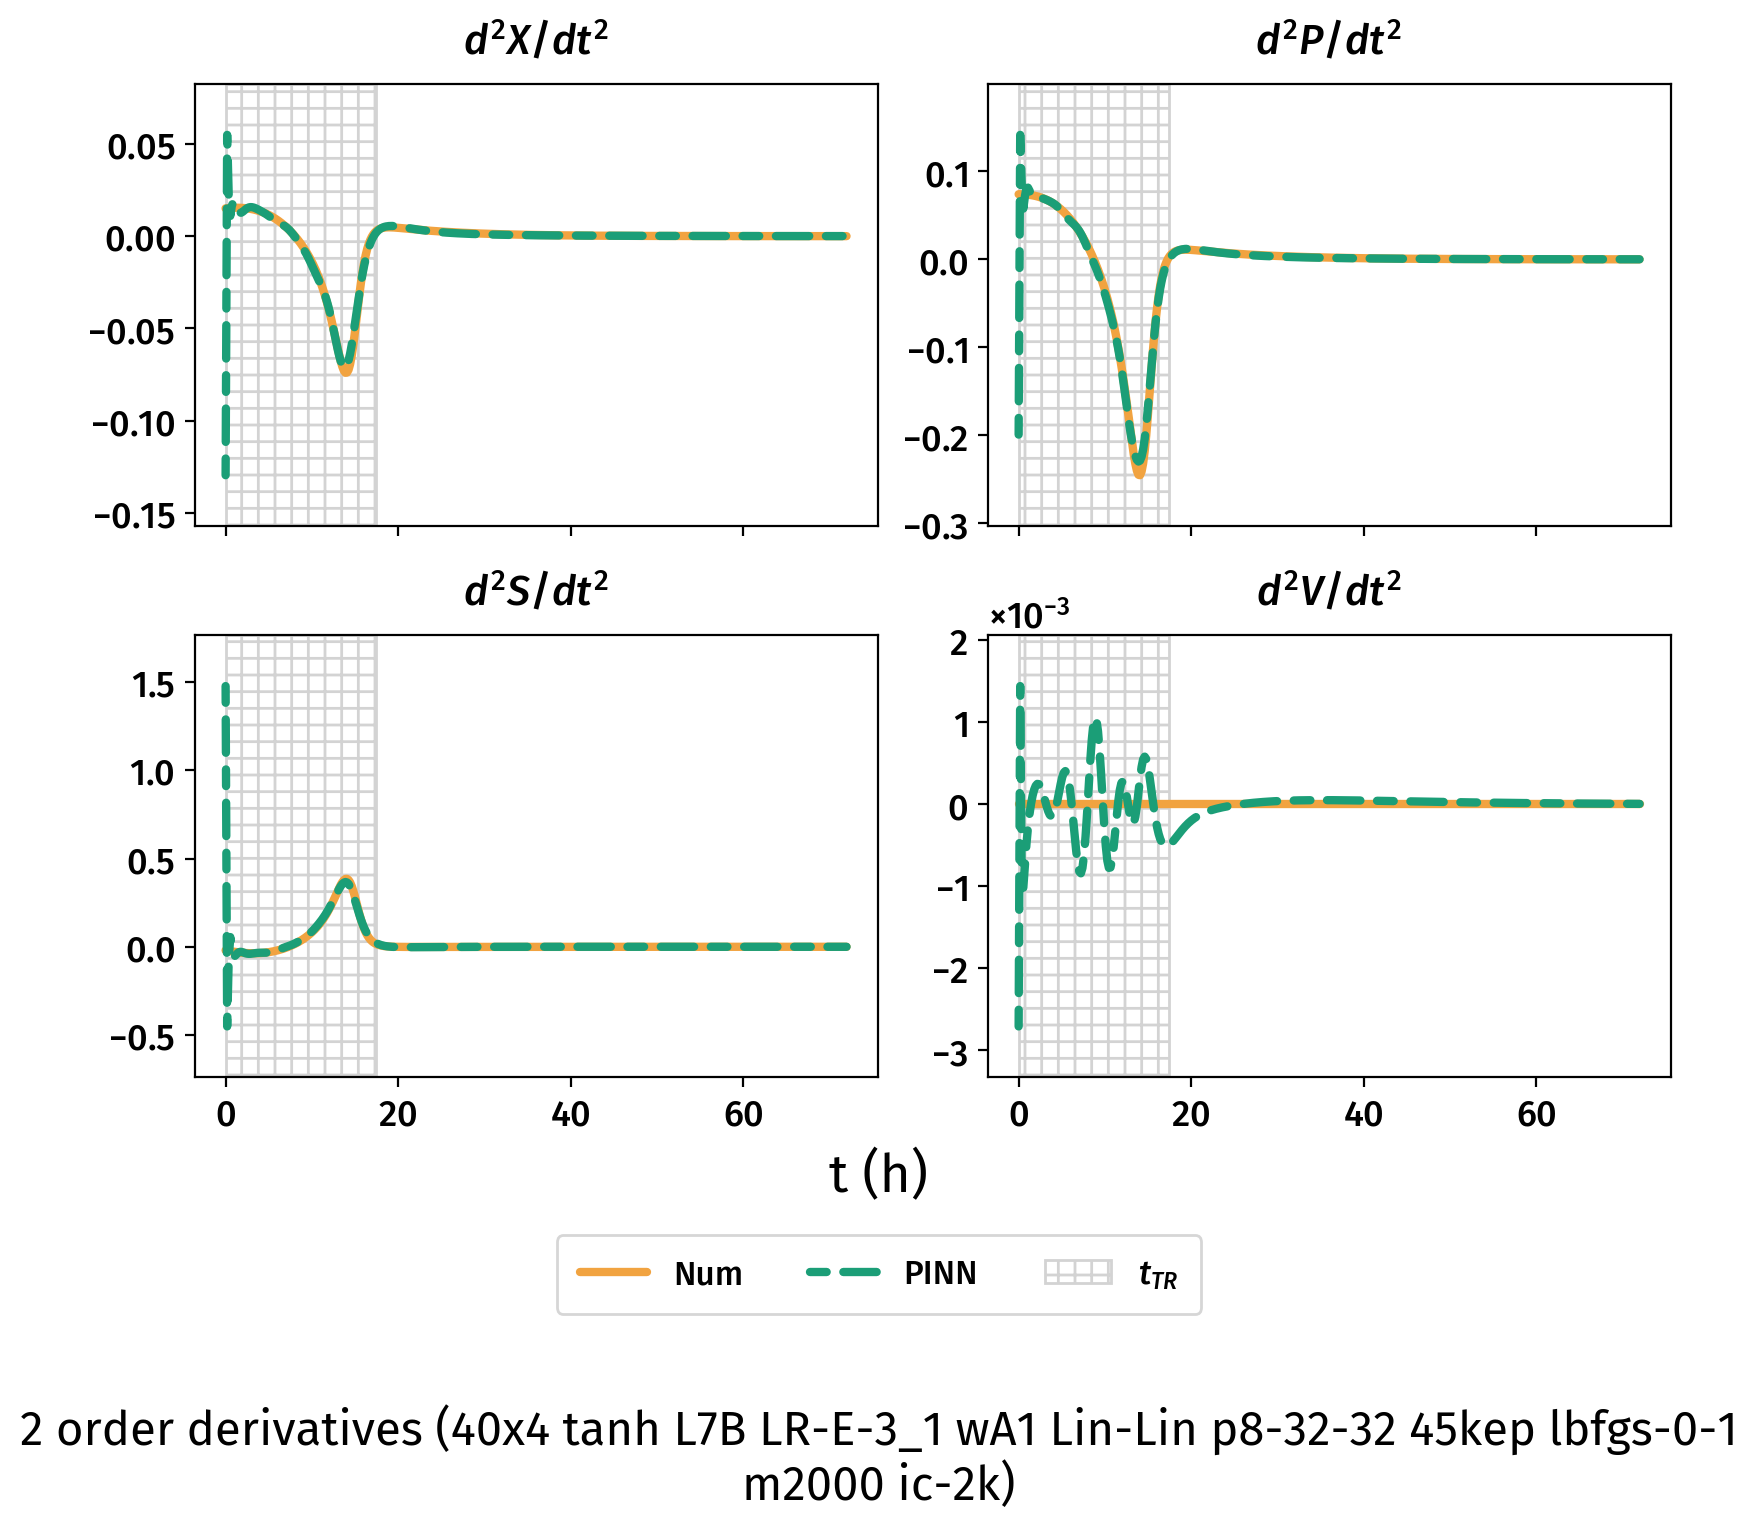 d²X/dt²
d²P/dt²
0.05
0.00
−0.05
−0.10
−0.15
0.1
0.0
−0.1
−0.2
−0.3
d²S/dt²
d²V/dt²
×10⁻³
1.5
1.0
0.5
0.0
−0.5
2
1
0
−1
−2
−3
0 20 40 60
0 20 40 60
t (h)
Num PINN t_TR
2 order derivatives (40x4 tanh L7B LR-E-3_1 wA1 Lin-Lin p8-32-32 45kep lbfgs-0-1
m2000 ic-2k)